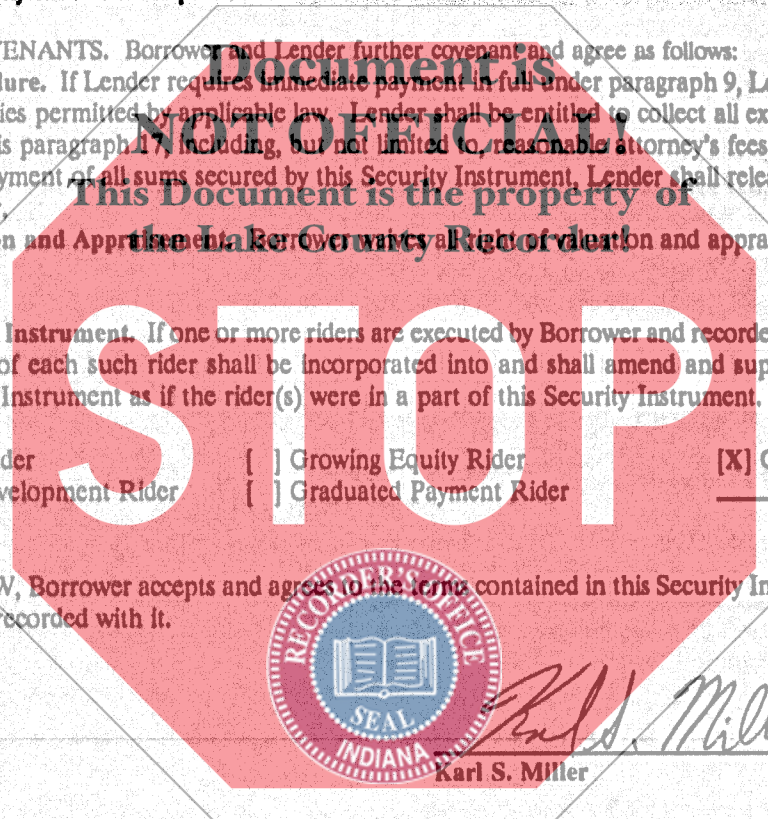 TENANTS. Borrower and Lender further covenant and agree as follows:
Document is
lure. If Lender requires immediate payment in full under paragraph 9, L
ies permitted by applicable law. Lender shall be entitled to collect all ex
NOT OFFICIAL!
is paragraph 17, including, but not limited to, reasonable attorney's fees
yment of all sums secured by this Security Instrument, Lender shall relea
This Document is the property of
n and Appraisement. Borrower waives all right of valuation and appra
the Lake County Recorder!
Instrument. If one or more riders are executed by Borrower and recorde
of each such rider shall be incorporated into and shall amend and sup
Instrument as if the rider(s) were in a part of this Security Instrument.
STOP
der [ ] Growing Equity Rider [X]
velopment Rider [ ] Graduated Payment Rider
W, Borrower accepts and agrees to the terms contained in this Security In
recorded with it.
RECORDER'S OFFICE
SEAL
INDIANA
Karl S. Mill
Karl S. Miller